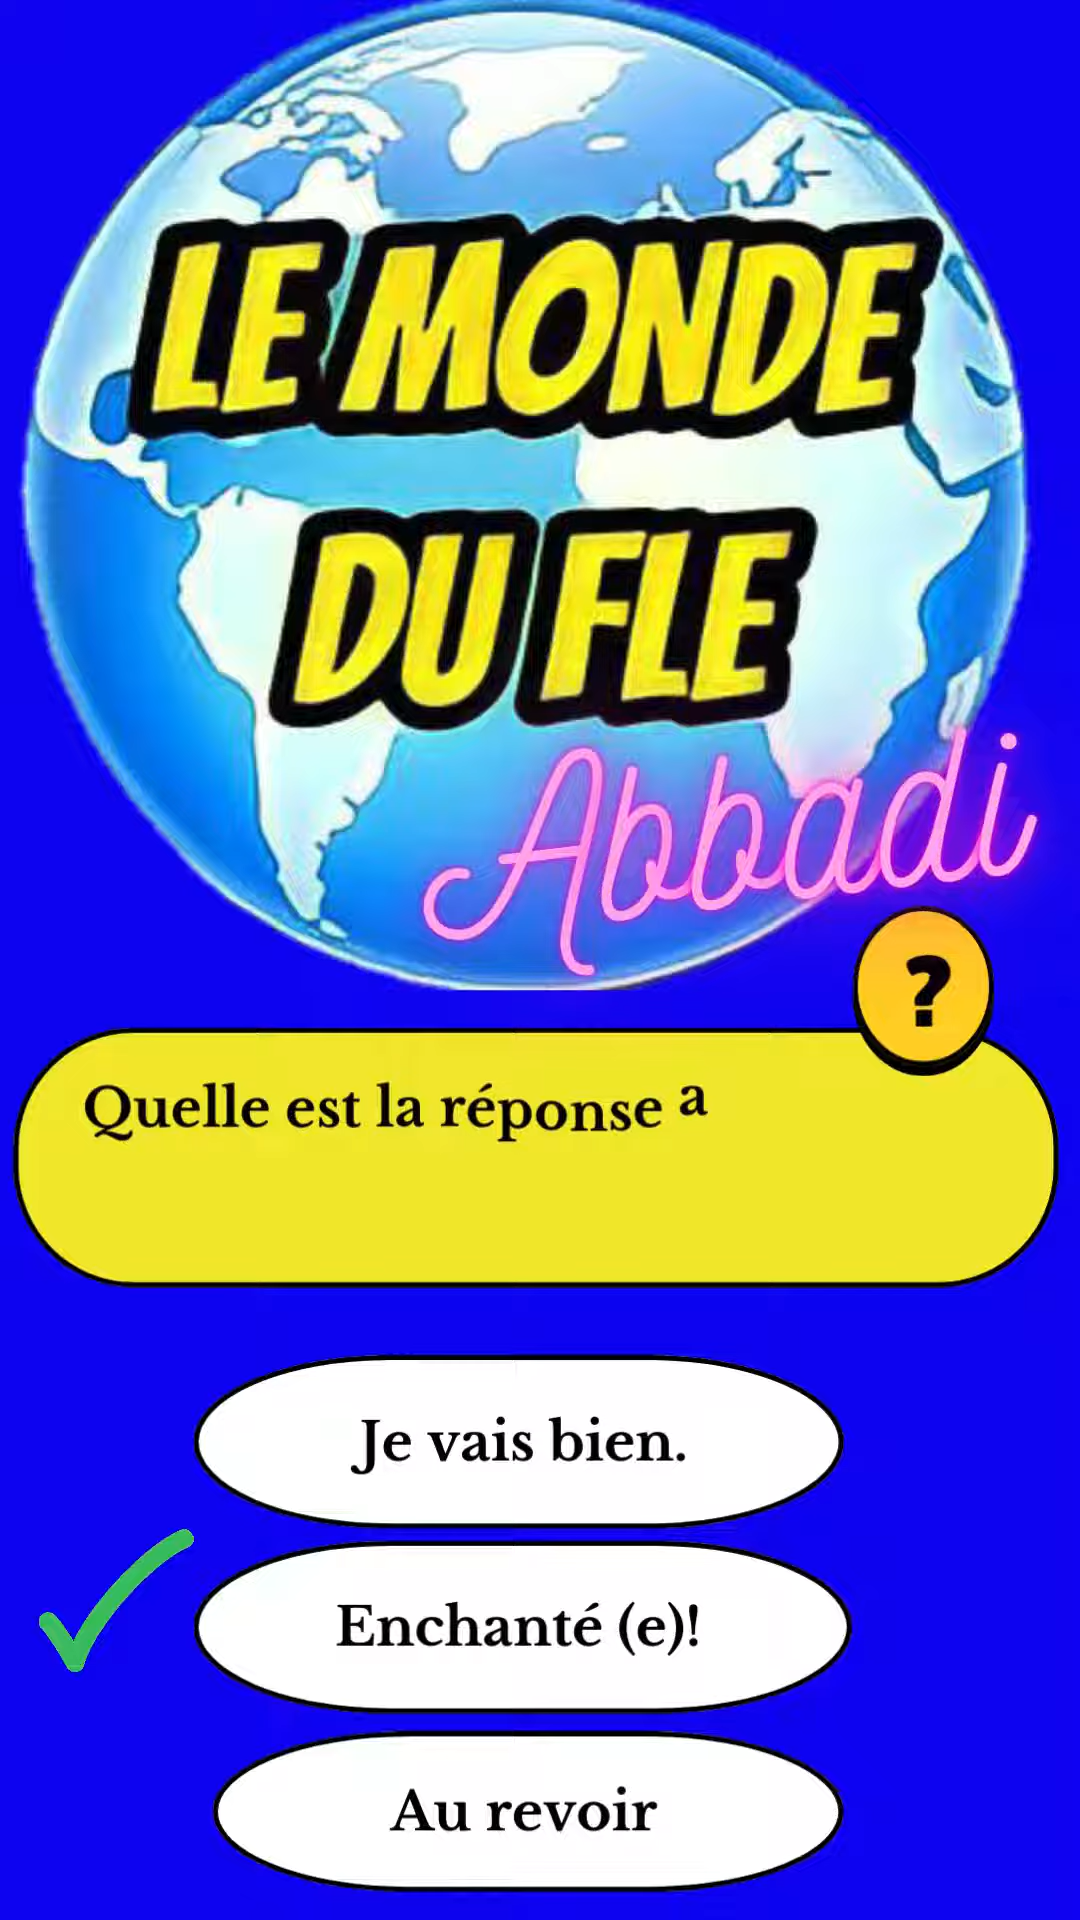 LE MONDE
DU FLE
Abbadi
?
Quelle est la réponse a
Je vais bien.
Enchanté (e)!
Au revoir